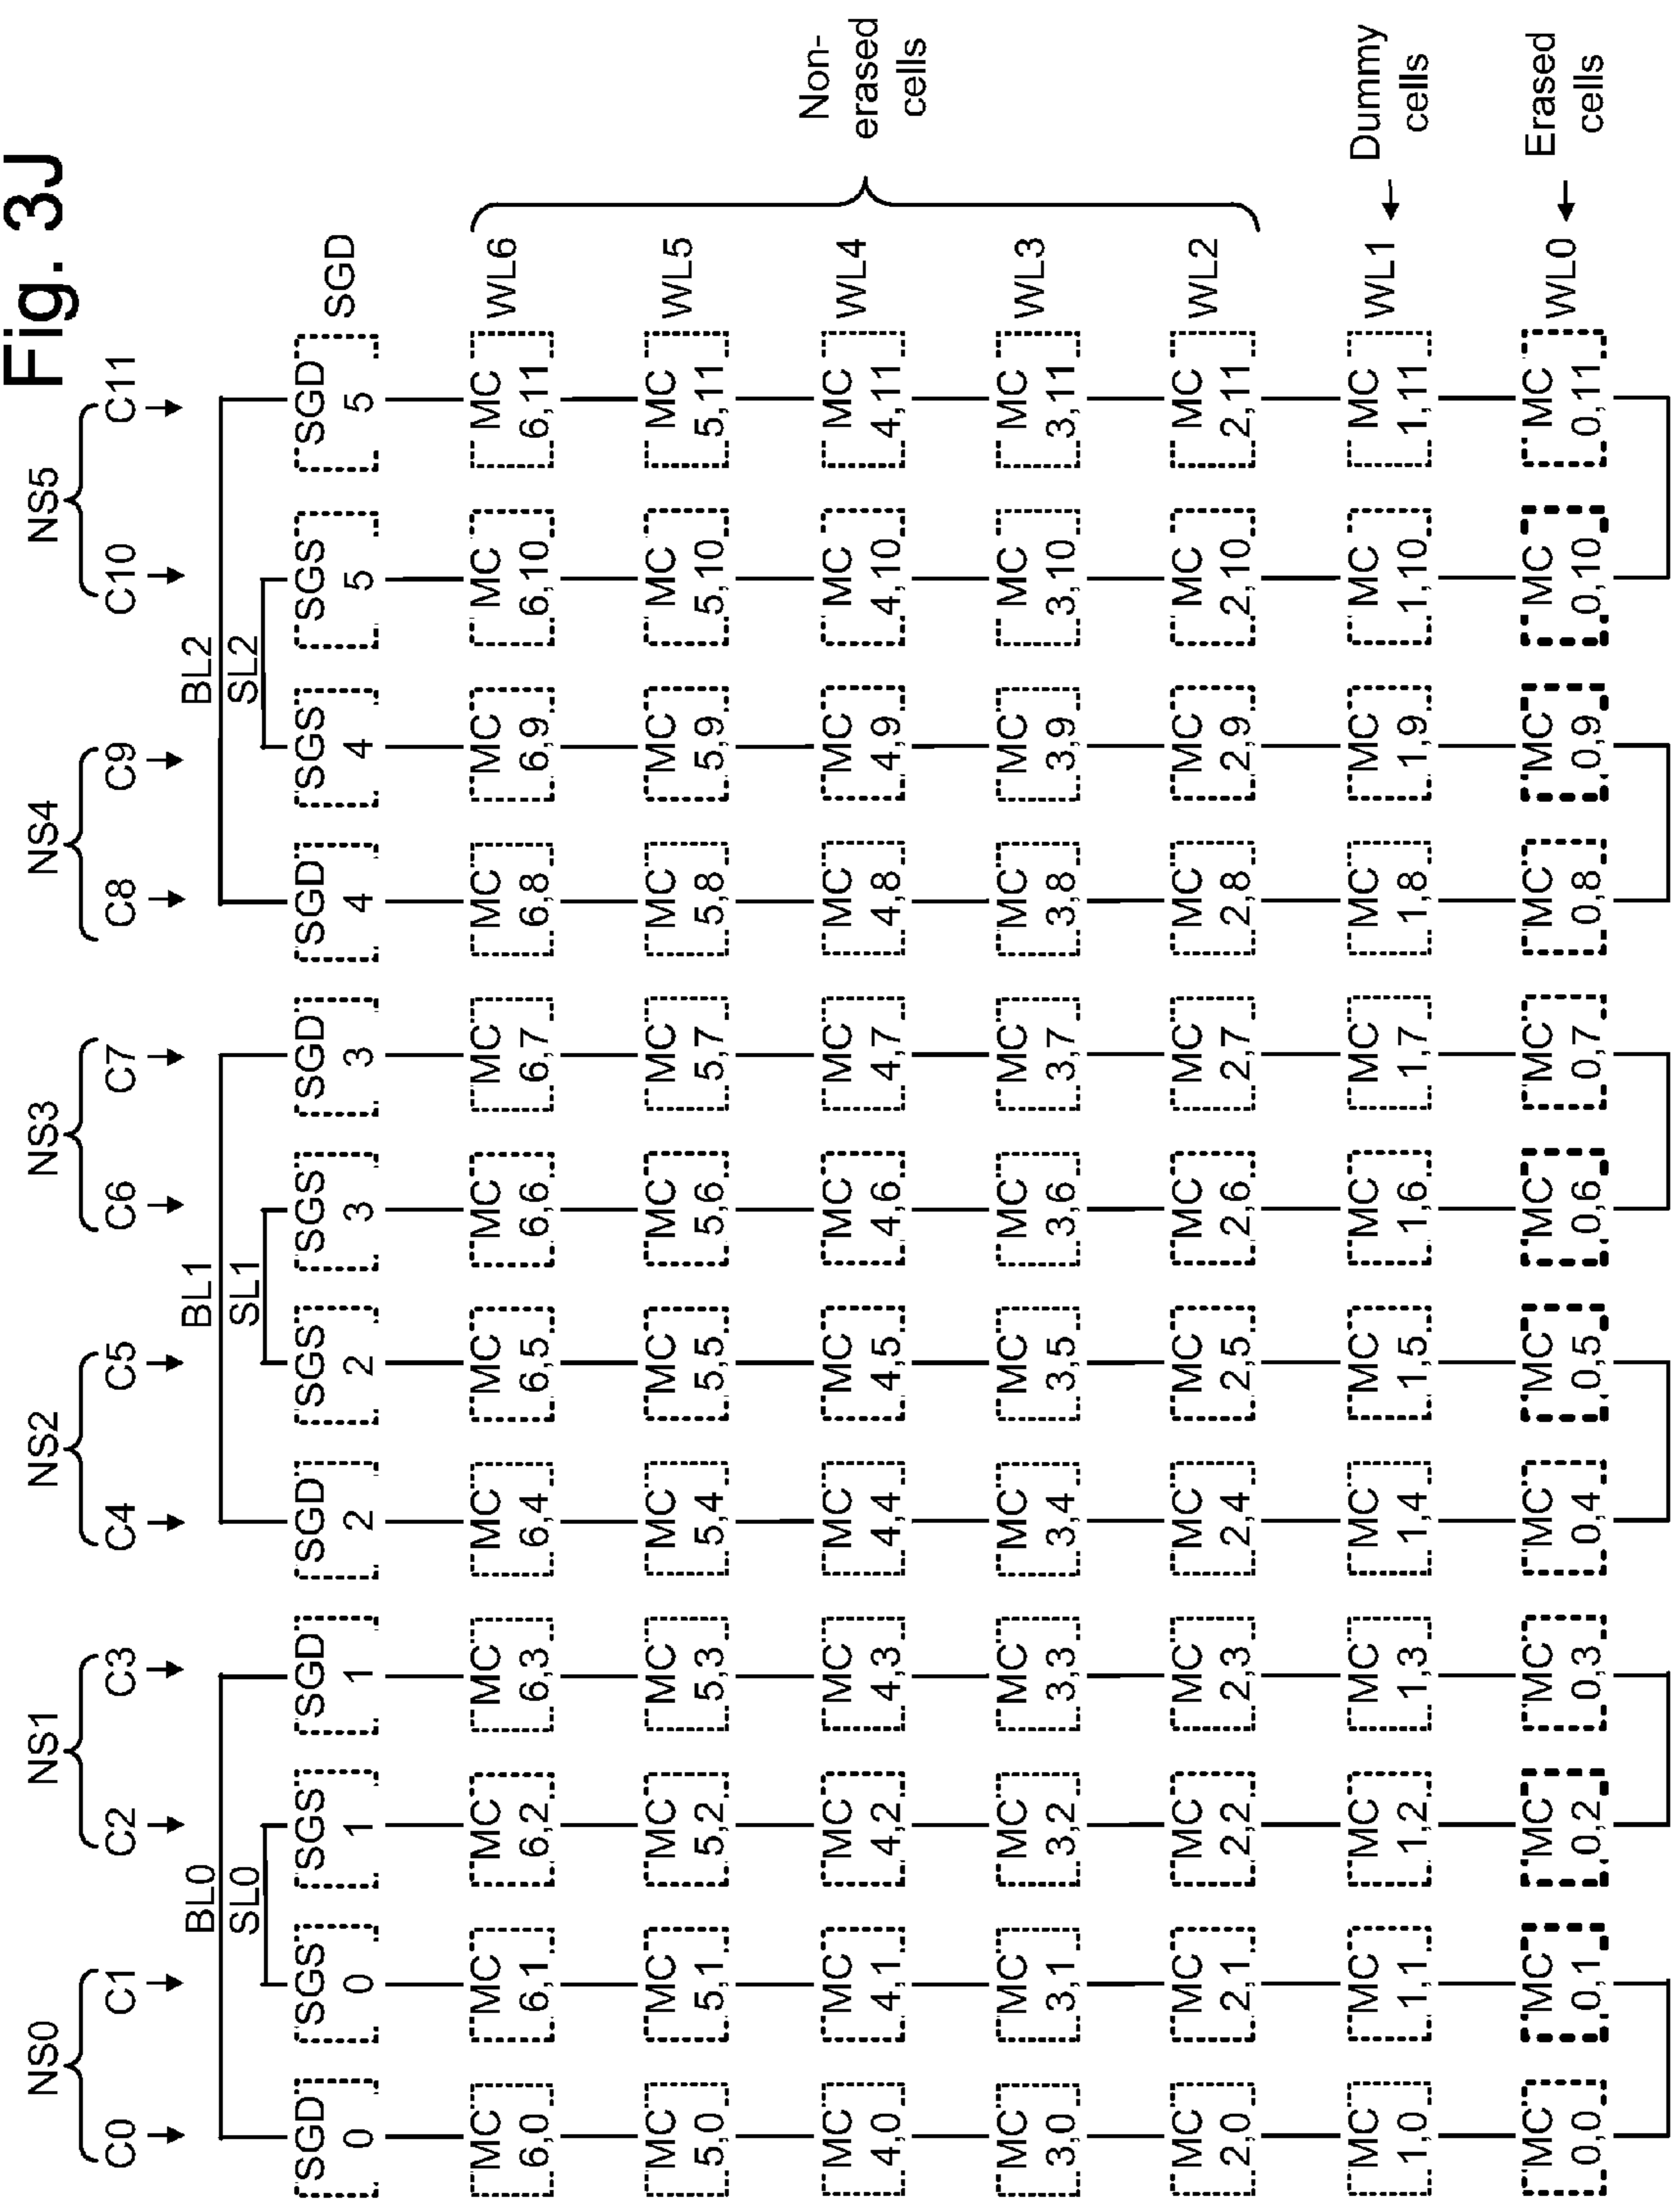 Fig. 3J
NS0 NS1 NS2 NS3 NS4 NS5
C0 C1 C2 C3 C4 C5 C6 C7 C8 C9 C10 C11
BL0 BL1 BL2
SL0 SL1 SL2
SGD SGS SGS SGD SGD SGS SGS SGD SGD SGS SGS SGD SGD
0 0 1 1 2 2 3 3 4 4 5 5
MC MC MC MC MC MC MC MC MC MC MC MC WL6
6,0 6,1 6,2 6,3 6,4 6,5 6,6 6,7 6,8 6,9 6,10 6,11
MC MC MC MC MC MC MC MC MC MC MC MC WL5
5,0 5,1 5,2 5,3 5,4 5,5 5,6 5,7 5,8 5,9 5,10 5,11
Non-
erased
cells
MC MC MC MC MC MC MC MC MC MC MC MC WL4
4,0 4,1 4,2 4,3 4,4 4,5 4,6 4,7 4,8 4,9 4,10 4,11
MC MC MC MC MC MC MC MC MC MC MC MC WL3
3,0 3,1 3,2 3,3 3,4 3,5 3,6 3,7 3,8 3,9 3,10 3,11
MC MC MC MC MC MC MC MC MC MC MC MC WL2
2,0 2,1 2,2 2,3 2,4 2,5 2,6 2,7 2,8 2,9 2,10 2,11
MC MC MC MC MC MC MC MC MC MC MC MC WL1 Dummy
1,0 1,1 1,2 1,3 1,4 1,5 1,6 1,7 1,8 1,9 1,10 1,11 cells
MC MC MC MC MC MC MC MC MC MC MC MC WL0 Erased
0,0 0,1 0,2 0,3 0,4 0,5 0,6 0,7 0,8 0,9 0,10 0,11 cells